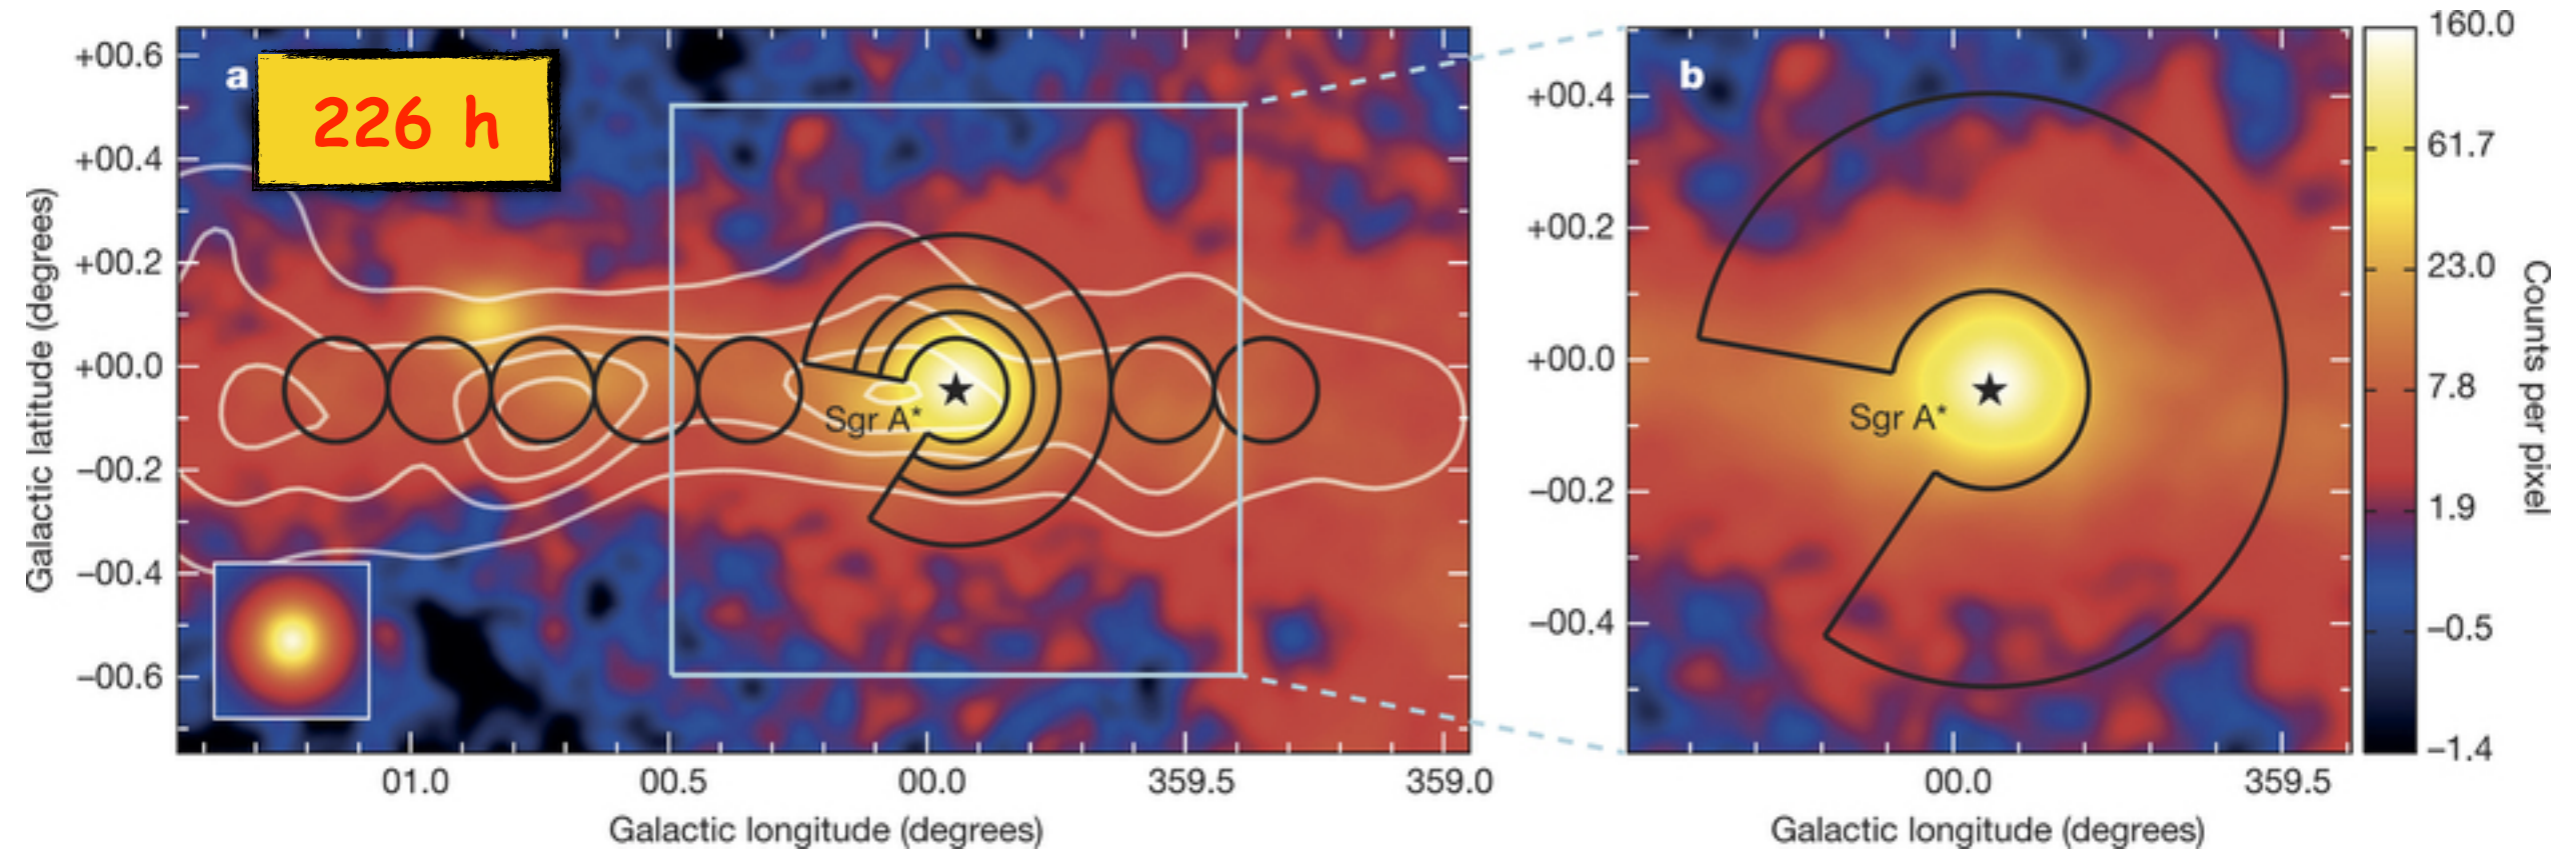 a
226 h
+00.6
+00.4
+00.2
+00.0
−00.2
−00.4
−00.6
Galactic latitude (degrees)
Sgr A*
01.0
00.5
00.0
359.5
359.0
Galactic longitude (degrees)
b
+00.4
+00.2
+00.0
−00.2
−00.4
Sgr A*
00.0
359.5
Galactic longitude (degrees)
160.0
61.7
23.0
7.8
1.9
−0.5
−1.4
Counts per pixel